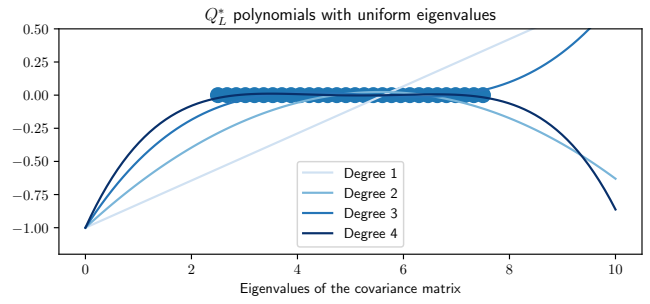 Q*_L polynomials with uniform eigenvalues
0.50
0.25
0.00
−0.25
−0.50
−0.75
−1.00
Degree 1
Degree 2
Degree 3
Degree 4
0 2 4 6 8 10
Eigenvalues of the covariance matrix